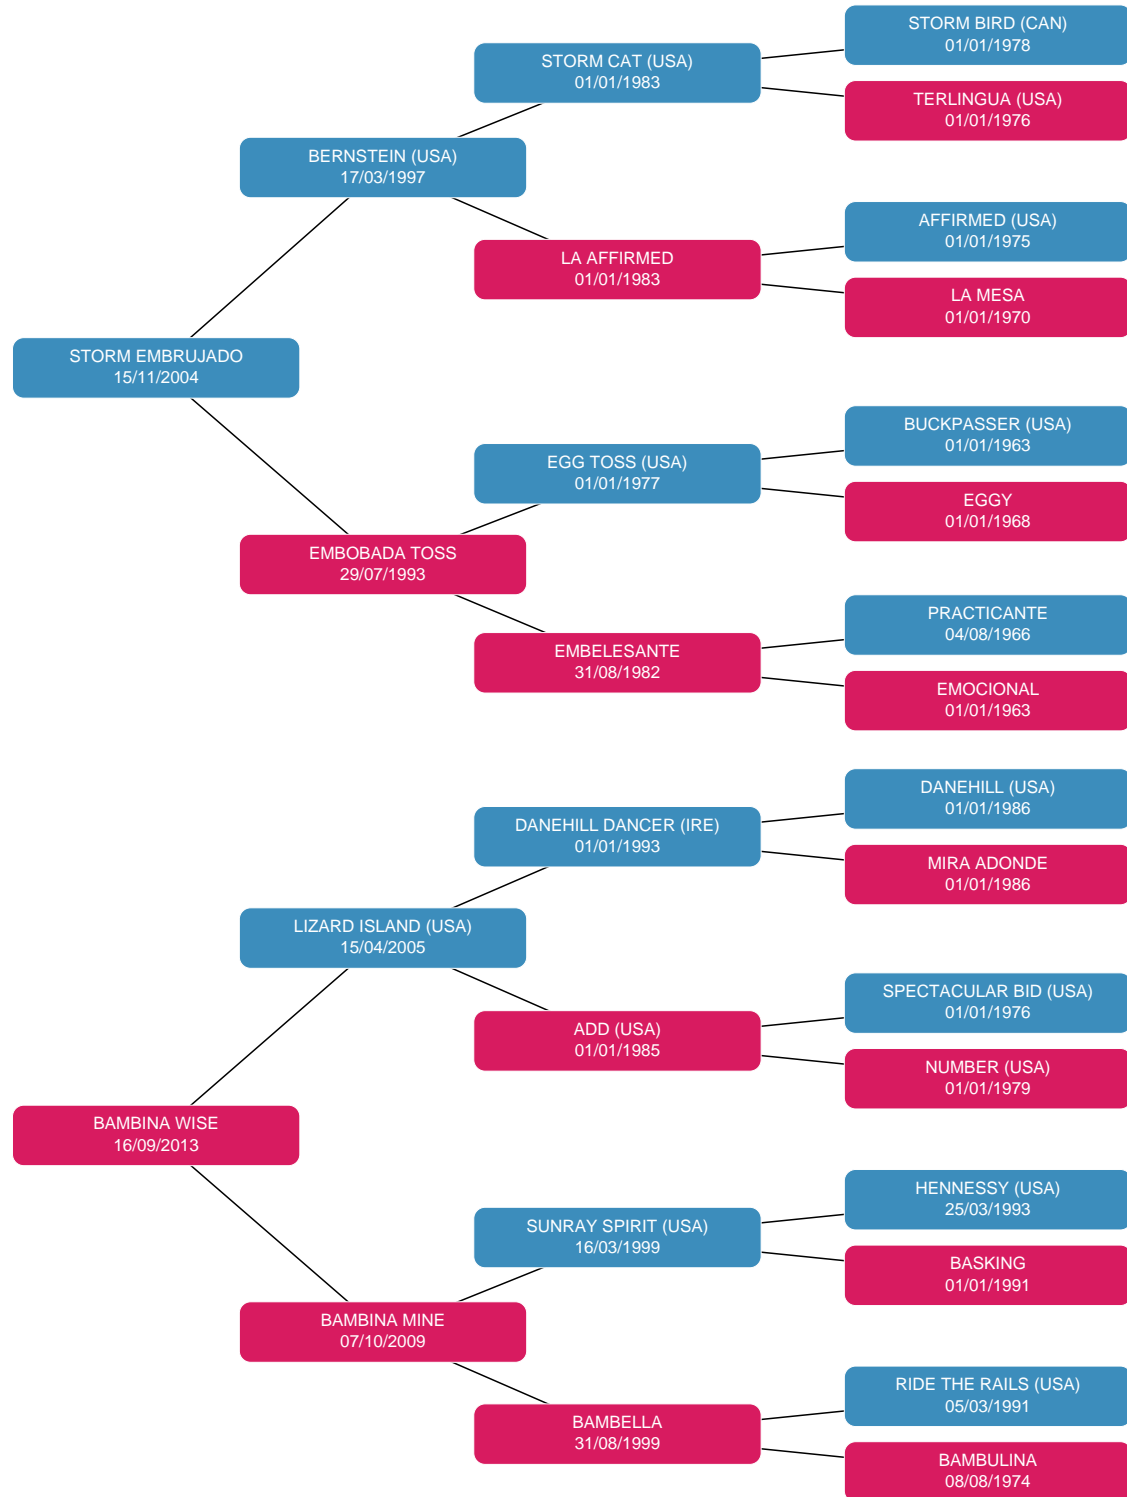 STORM BIRD (CAN)
01/01/1978
STORM CAT (USA)
01/01/1983
TERLINGUA (USA)
01/01/1976
BERNSTEIN (USA)
17/03/1997
AFFIRMED (USA)
01/01/1975
LA AFFIRMED
01/01/1983
LA MESA
01/01/1970
STORM EMBRUJADO
15/11/2004
BUCKPASSER (USA)
01/01/1963
EGG TOSS (USA)
01/01/1977
EGGY
01/01/1968
EMBOBADA TOSS
29/07/1993
PRACTICANTE
04/08/1966
EMBELESANTE
31/08/1982
EMOCIONAL
01/01/1963
DANEHILL (USA)
01/01/1986
DANEHILL DANCER (IRE)
01/01/1993
MIRA ADONDE
01/01/1986
LIZARD ISLAND (USA)
15/04/2005
SPECTACULAR BID (USA)
01/01/1976
ADD (USA)
01/01/1985
NUMBER (USA)
01/01/1979
BAMBINA WISE
16/09/2013
HENNESSY (USA)
25/03/1993
SUNRAY SPIRIT (USA)
16/03/1999
BASKING
01/01/1991
BAMBINA MINE
07/10/2009
RIDE THE RAILS (USA)
05/03/1991
BAMBELLA
31/08/1999
BAMBULINA
08/08/1974